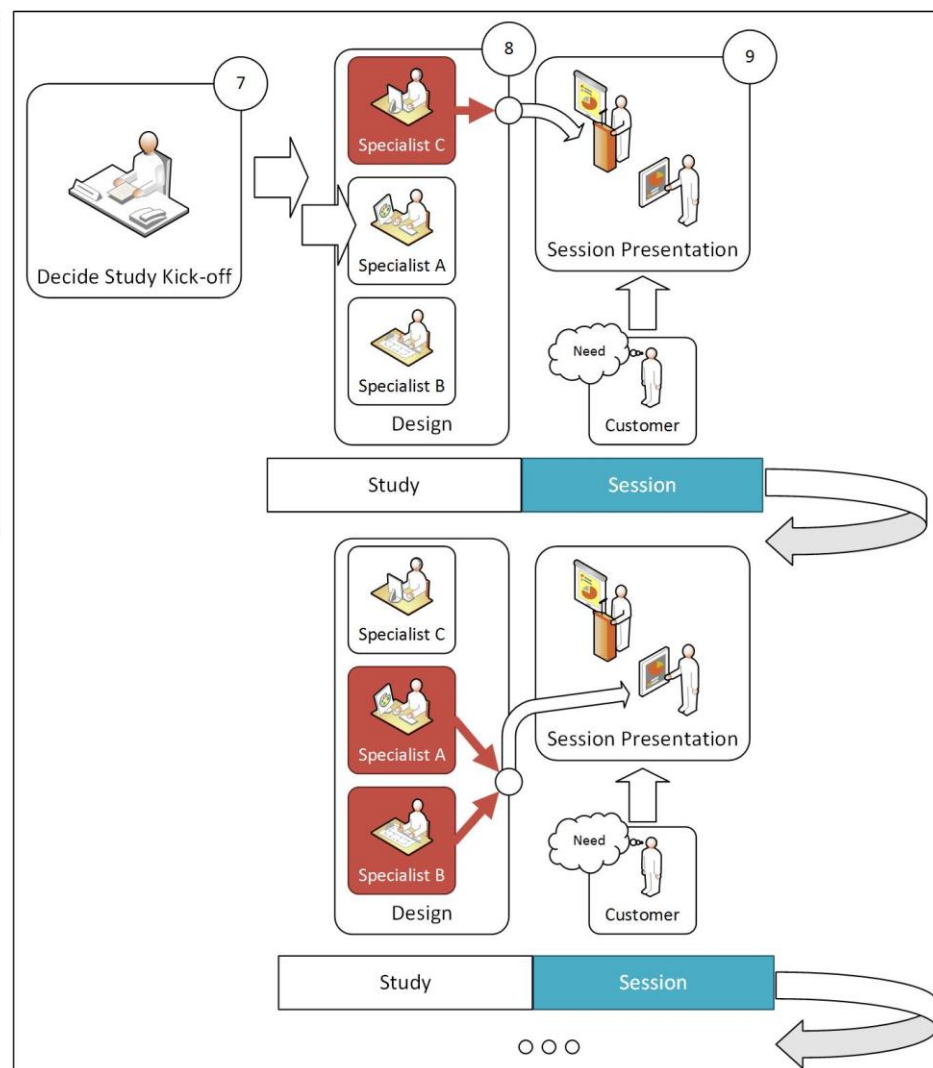 7
8
9
Decide Study Kick-off
Specialist C
Specialist A
Specialist B
Design
Session Presentation
Need
Customer
Study
Session
Specialist C
Specialist A
Specialist B
Design
Session Presentation
Need
Customer
Study
Session